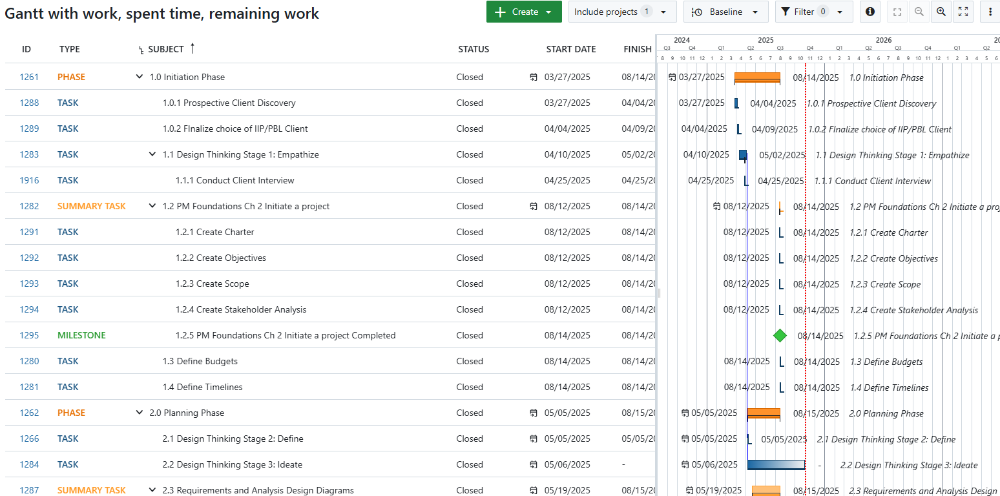 Gantt with work, spent time, remaining work
Create
Include projects 1
Baseline
Filter 0
ID TYPE SUBJECT STATUS START DATE FINISH
2024 2025 2026 20
Q3 Q4 Q1 Q2 Q3 Q4 Q1 Q2 Q3 Q4 Q1 Q2
8 9 10 11 12 1 2 3 4 5 6 7 8 9 10 11 12 1 2 3 4 5 6 7 8 9 10 11 12 1 2 3 4 5 6
1261 PHASE 1.0 Initiation Phase Closed 03/27/2025 08/14/20 03/27/2025 08/14/2025 1.0 Initiation Phase
1288 TASK 1.0.1 Prospective Client Discovery Closed 03/27/2025 04/04/20 03/27/2025 04/04/2025 1.0.1 Prospective Client Discovery
1289 TASK 1.0.2 FInalize choice of IIP/PBL Client Closed 04/04/2025 04/09/20 04/04/2025 04/09/2025 1.0.2 FInalize choice of IIP/PBL Client
1283 TASK 1.1 Design Thinking Stage 1: Empathize Closed 04/10/2025 05/02/20 04/10/2025 05/02/2025 1.1 Design Thinking Stage 1: Empathize
1916 TASK 1.1.1 Conduct Client Interview Closed 04/25/2025 04/25/20 04/25/2025 04/25/2025 1.1.1 Conduct Client Interview
1282 SUMMARY TASK 1.2 PM Foundations Ch 2 Initiate a project Closed 08/12/2025 08/14/20 08/12/2025 08/14/2025 1.2 PM Foundations Ch 2 Initiate a proj
1291 TASK 1.2.1 Create Charter Closed 08/12/2025 08/14/20 08/12/2025 08/14/2025 1.2.1 Create Charter
1292 TASK 1.2.2 Create Objectives Closed 08/12/2025 08/14/20 08/12/2025 08/14/2025 1.2.2 Create Objectives
1293 TASK 1.2.3 Create Scope Closed 08/12/2025 08/14/20 08/12/2025 08/14/2025 1.2.3 Create Scope
1294 TASK 1.2.4 Create Stakeholder Analysis Closed 08/12/2025 08/14/20 08/12/2025 08/14/2025 1.2.4 Create Stakeholder Analysis
1295 MILESTONE 1.2.5 PM Foundations Ch 2 Initiate a project Completed Closed 08/14/2025 08/14/20 08/14/2025 1.2.5 PM Foundations Ch 2 Initiate a p
1280 TASK 1.3 Define Budgets Closed 08/14/2025 08/14/20 08/14/2025 08/14/2025 1.3 Define Budgets
1281 TASK 1.4 Define Timelines Closed 08/14/2025 08/14/20 08/14/2025 08/14/2025 1.4 Define Timelines
1262 PHASE 2.0 Planning Phase Closed 05/05/2025 08/15/20 05/05/2025 08/15/2025 2.0 Planning Phase
1266 TASK 2.1 Design Thinking Stage 2: Define Closed 05/05/2025 05/05/20 05/05/2025 05/05/2025 2.1 Design Thinking Stage 2: Define
1284 TASK 2.2 Design Thinking Stage 3: Ideate Closed 05/06/2025 - 05/06/2025 - 2.2 Design Thinking Stage 3: Ideate
1287 SUMMARY TASK 2.3 Requirements and Analysis Design Diagrams Closed 05/19/2025 08/15/20 05/19/2025 08/15/2025 2.3 Requirements and Analysis Design